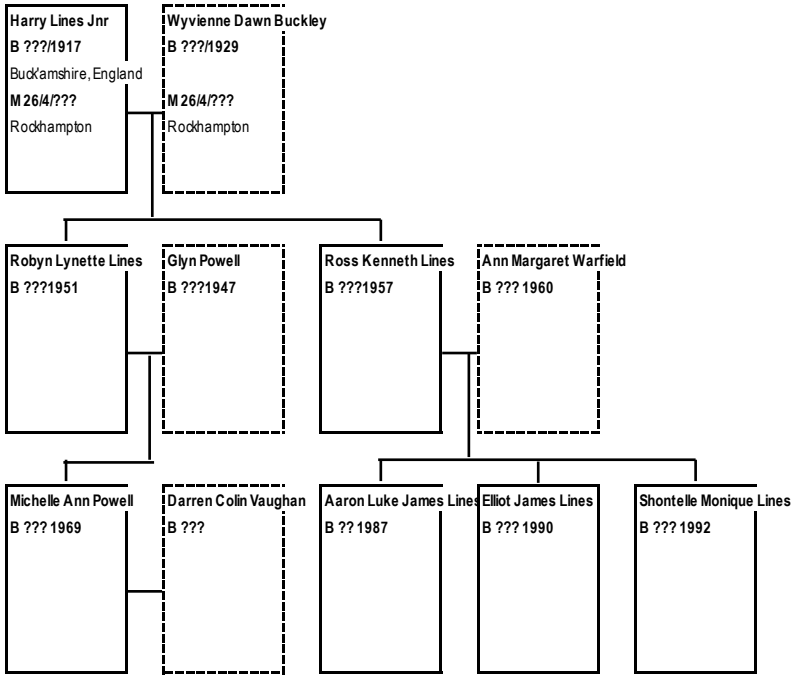 Harry Lines Jnr
B ???/1917
Buck'amshire, England
M 26/4/???
Rockhampton
Wyvienne Dawn Buckley
B ???/1929
M 26/4/???
Rockhampton
Robyn Lynette Lines
B ???1951
Glyn Powell
B ???1947
Ross Kenneth Lines
B ???1957
Ann Margaret Warfield
B ??? 1960
Michelle Ann Powell
B ??? 1969
Darren Colin Vaughan
B ???
Aaron Luke James Lines
B ?? 1987
Elliot James Lines
B ??? 1990
Shontelle Monique Lines
B ??? 1992